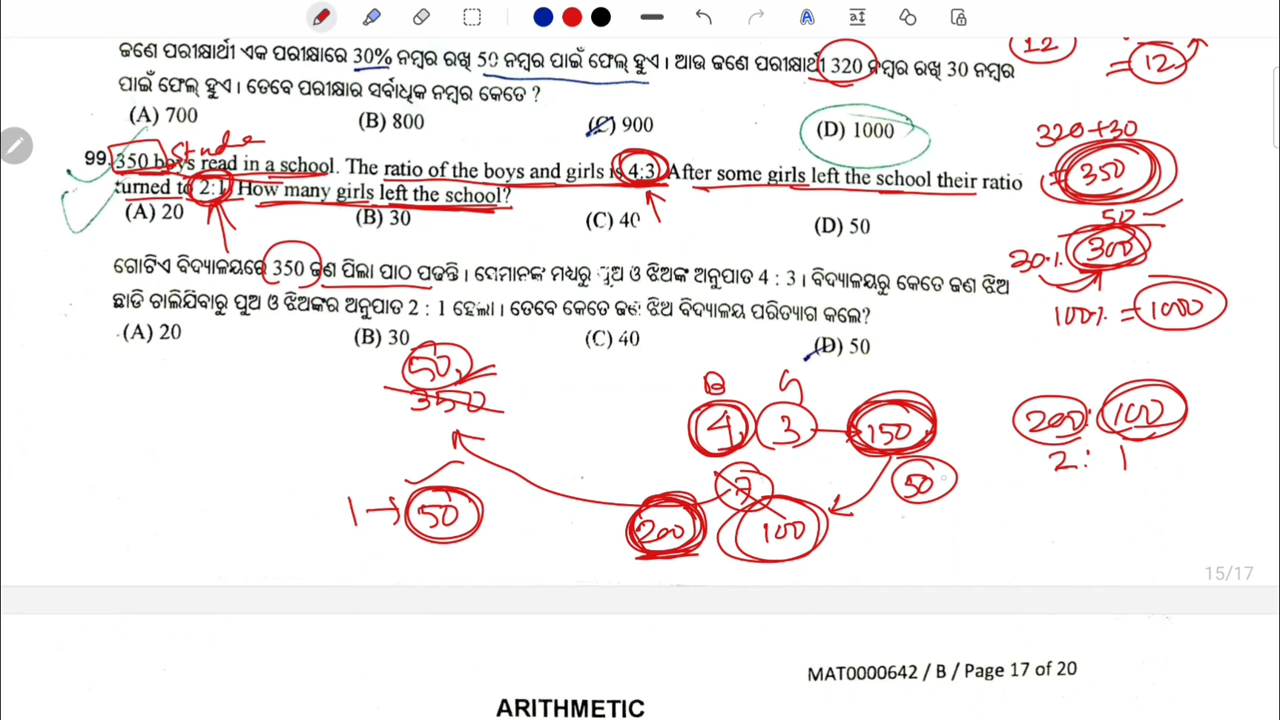 ଜଣେ ପରୀକ୍ଷାର୍ଥୀ ଏକ ପରୀକ୍ଷାରେ 30% ନମ୍ବର ରଖି 50 ନମ୍ବର ପାଇଁ ଫେଲ୍ ହୁଏ । ଆଉ ଜଣେ ପରୀକ୍ଷାର୍ଥୀ 320 ନମ୍ବର ରଖି 30 ନମ୍ବର
ପାଇଁ ଫେଲ୍ ହୁଏ । ତେବେ ପରୀକ୍ଷାର ସର୍ବାଧିକ ନମ୍ବର କେତେ ?
(A) 700 (B) 800 (C) 900 (D) 1000
12
= 12
99. 350 boys read in a school. The ratio of the boys and girls is 4:3. After some girls left the school their ratio
turned to 2:1. How many girls left the school?
(A) 20 (B) 30 (C) 40 (D) 50
320+30
= 350
50
30% 300
100% = 1000
ଗୋଟିଏ ବିଦ୍ୟାଳୟରେ 350 ଜଣ ପିଲା ପାଠ ପଢନ୍ତି । ସେମାନଙ୍କ ମଧ୍ୟରୁ ପୁଅ ଓ ଝିଅଙ୍କ ଅନୁପାତ 4 : 3 । ବିଦ୍ୟାଳୟରୁ କେତେ ଜଣ ଝିଅ
ଛାଡି ଚାଲିଯିବାରୁ ପୁଅ ଓ ଝିଅଙ୍କର ଅନୁପାତ 2 : 1 ହେଲା । ତେବେ କେତେ ଜଣ ଝିଅ ବିଦ୍ୟାଳୟ ପରିତ୍ୟାଗ କଲେ?
(A) 20 (B) 30 (C) 40 (D) 50
50
350
1 → 50
B G
4 3 150
7 50
200 100
200 : 100
2 : 1
15/17
MAT0000642 / B / Page 17 of 20
ARITHMETIC